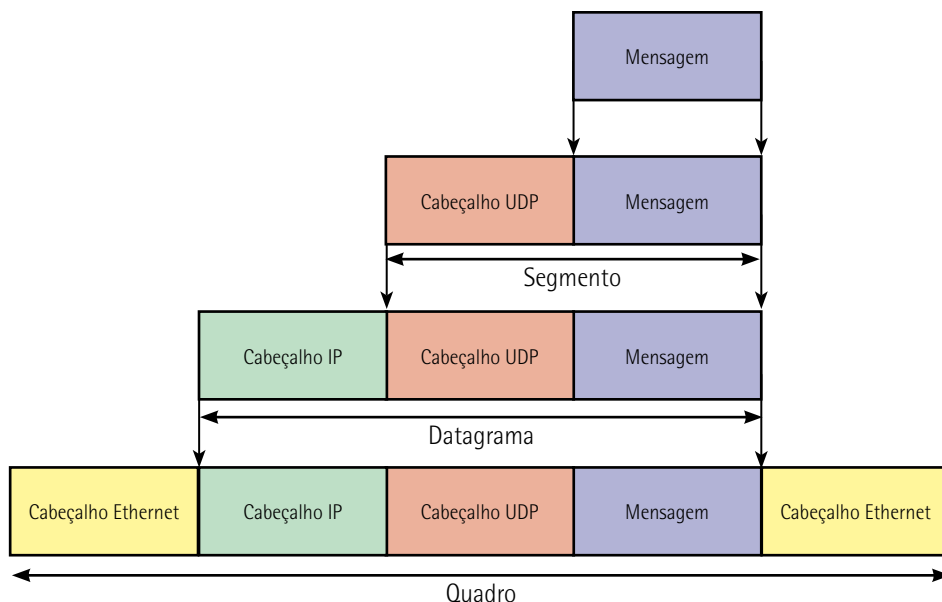 Mensagem
Cabeçalho UDP
Mensagem
Segmento
Cabeçalho IP
Cabeçalho UDP
Mensagem
Datagrama
Cabeçalho Ethernet
Cabeçalho IP
Cabeçalho UDP
Mensagem
Cabeçalho Ethernet
Quadro